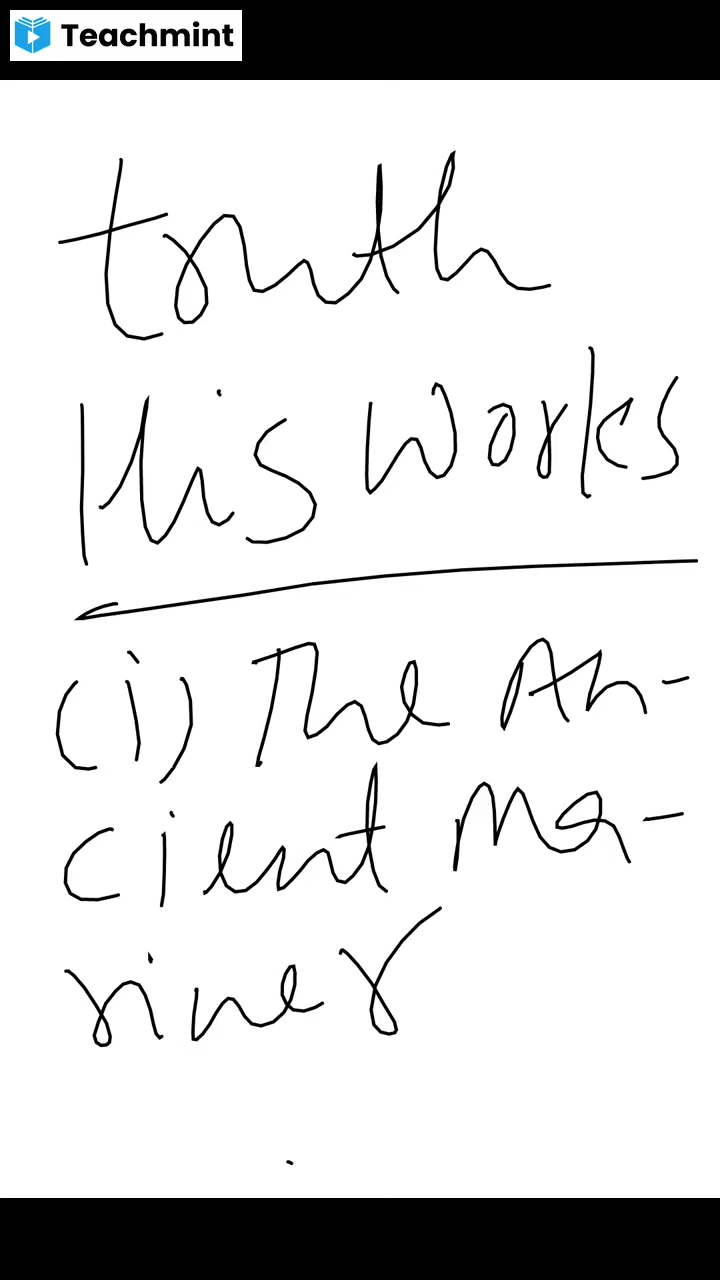 Teachmint
truth
His Works
(i) The An-
cient Ma-
riner